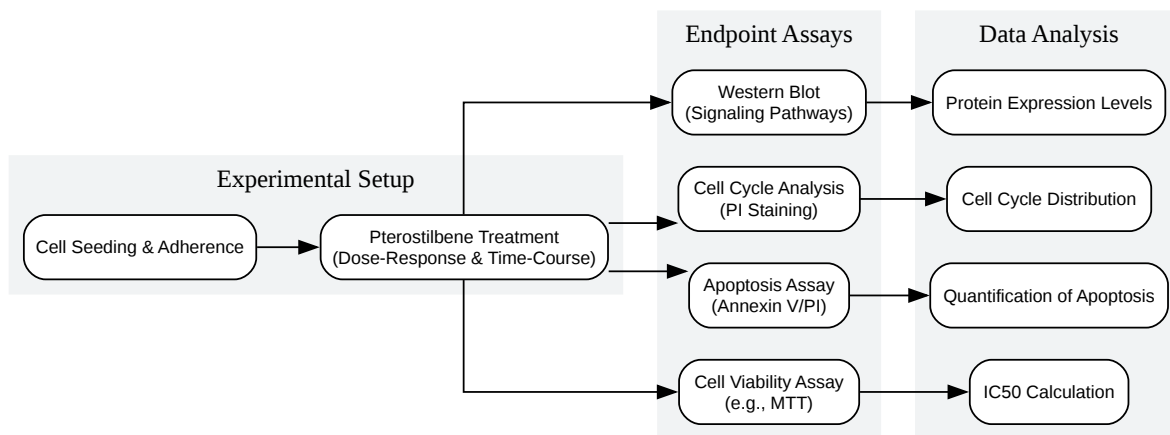 Experimental Setup
Cell Seeding & Adherence
Pterostilbene Treatment
(Dose-Response & Time-Course)
Endpoint Assays
Western Blot
(Signaling Pathways)
Cell Cycle Analysis
(PI Staining)
Apoptosis Assay
(Annexin V/PI)
Cell Viability Assay
(e.g., MTT)
Data Analysis
Protein Expression Levels
Cell Cycle Distribution
Quantification of Apoptosis
IC50 Calculation